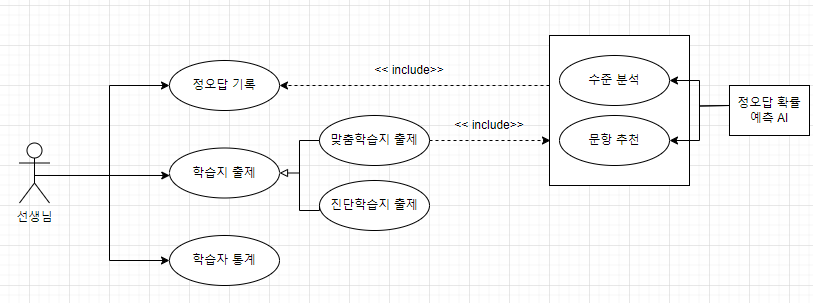 << include>>
정오답 기록
수준 분석
정오답 확률
예측 AI
<< include>>
맞춤학습지 출제
문항 추천
학습지 출제
진단학습지 출제
선생님
학습자 통계